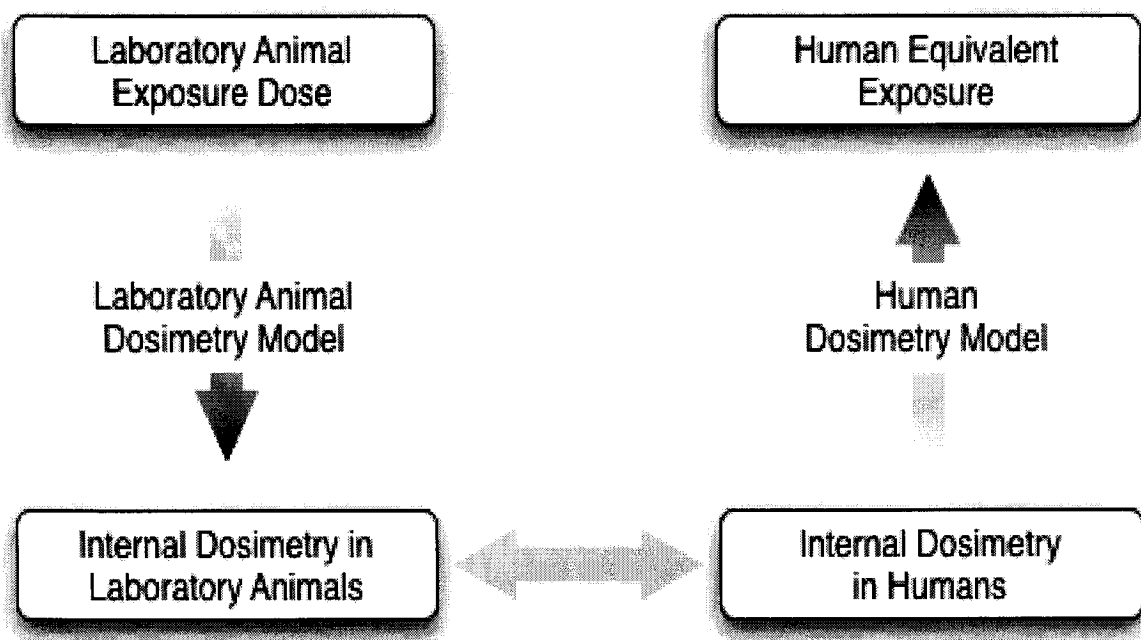 Laboratory Animal
Exposure Dose
Human Equivalent
Exposure
Laboratory Animal
Dosimetry Model
Human
Dosimetry Model
Internal Dosimetry in
Laboratory Animals
Internal Dosimetry
in Humans